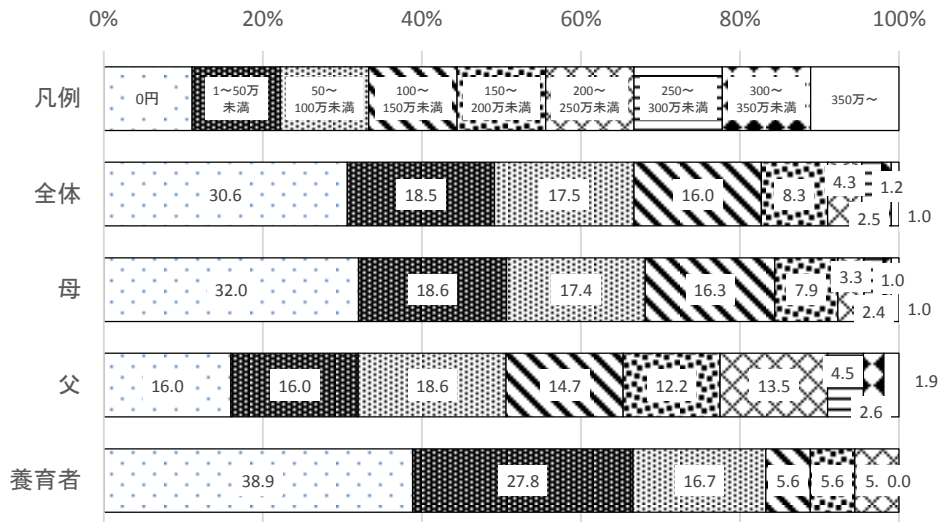 0% 20% 40% 60% 80% 100%
凡例 0円 1～50万未満 50～100万未満 100～150万未満 150～200万未満 200～250万未満 250～300万未満 300～350万未満 350万～
全体 30.6 18.5 17.5 16.0 8.3 4.3 2.5 1.2 1.0
母 32.0 18.6 17.4 16.3 7.9 3.3 2.4 1.0 1.0
父 16.0 16.0 18.6 14.7 12.2 13.5 4.5 2.6 1.9
養育者 38.9 27.8 16.7 5.6 5.6 5. 0.0